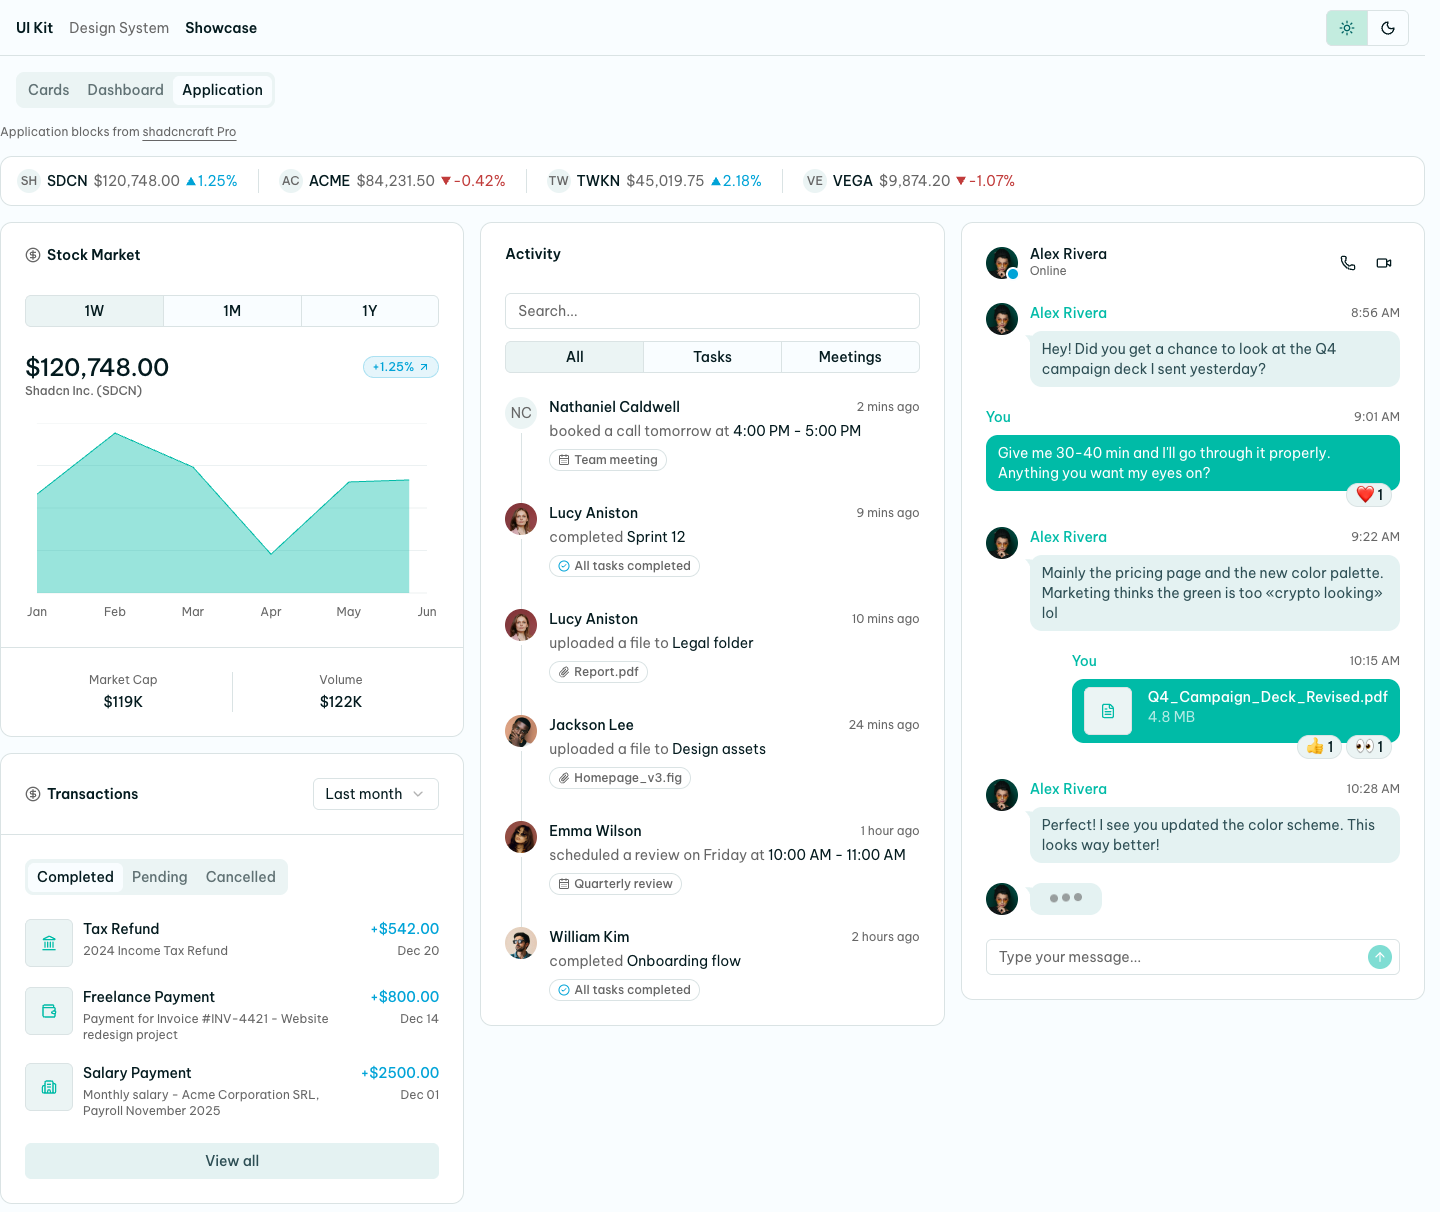 UI Kit Design System Showcase
Cards Dashboard Application
Application blocks from shadcncraft Pro
SH SDCN $120,748.00 ▲1.25% AC ACME $84,231.50 ▼-0.42% TW TWKN $45,019.75 ▲2.18% VE VEGA $9,874.20 ▼-1.07%
Stock Market
1W 1M 1Y
$120,748.00 +1.25%
Shadcn Inc. (SDCN)
Jan Feb Mar Apr May Jun
Market Cap Volume
$119K $122K
Transactions Last month
Completed Pending Cancelled
Tax Refund +$542.00
2024 Income Tax Refund Dec 20
Freelance Payment +$800.00
Payment for Invoice #INV-4421 - Website Dec 14
redesign project
Salary Payment +$2500.00
Monthly salary - Acme Corporation SRL, Dec 01
Payroll November 2025
View all
Activity
Search...
All Tasks Meetings
NC Nathaniel Caldwell 2 mins ago
booked a call tomorrow at 4:00 PM - 5:00 PM
Team meeting
Lucy Aniston 9 mins ago
completed Sprint 12
All tasks completed
Lucy Aniston 10 mins ago
uploaded a file to Legal folder
Report.pdf
Jackson Lee 24 mins ago
uploaded a file to Design assets
Homepage_v3.fig
Emma Wilson 1 hour ago
scheduled a review on Friday at 10:00 AM - 11:00 AM
Quarterly review
William Kim 2 hours ago
completed Onboarding flow
All tasks completed
Alex Rivera
Online
Alex Rivera 8:56 AM
Hey! Did you get a chance to look at the Q4
campaign deck I sent yesterday?
You 9:01 AM
Give me 30-40 min and I'll go through it properly.
Anything you want my eyes on?
❤️ 1
Alex Rivera 9:22 AM
Mainly the pricing page and the new color palette.
Marketing thinks the green is too «crypto looking»
lol
You 10:15 AM
Q4_Campaign_Deck_Revised.pdf
4.8 MB
👍 1 👀 1
Alex Rivera 10:28 AM
Perfect! I see you updated the color scheme. This
looks way better!
Type your message...